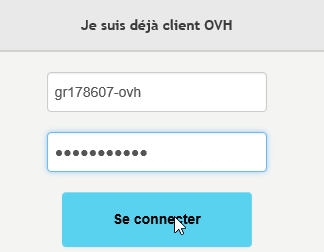 Je suis déjà client OVH
gr178607-ovh
•••••••••••
Se connecter